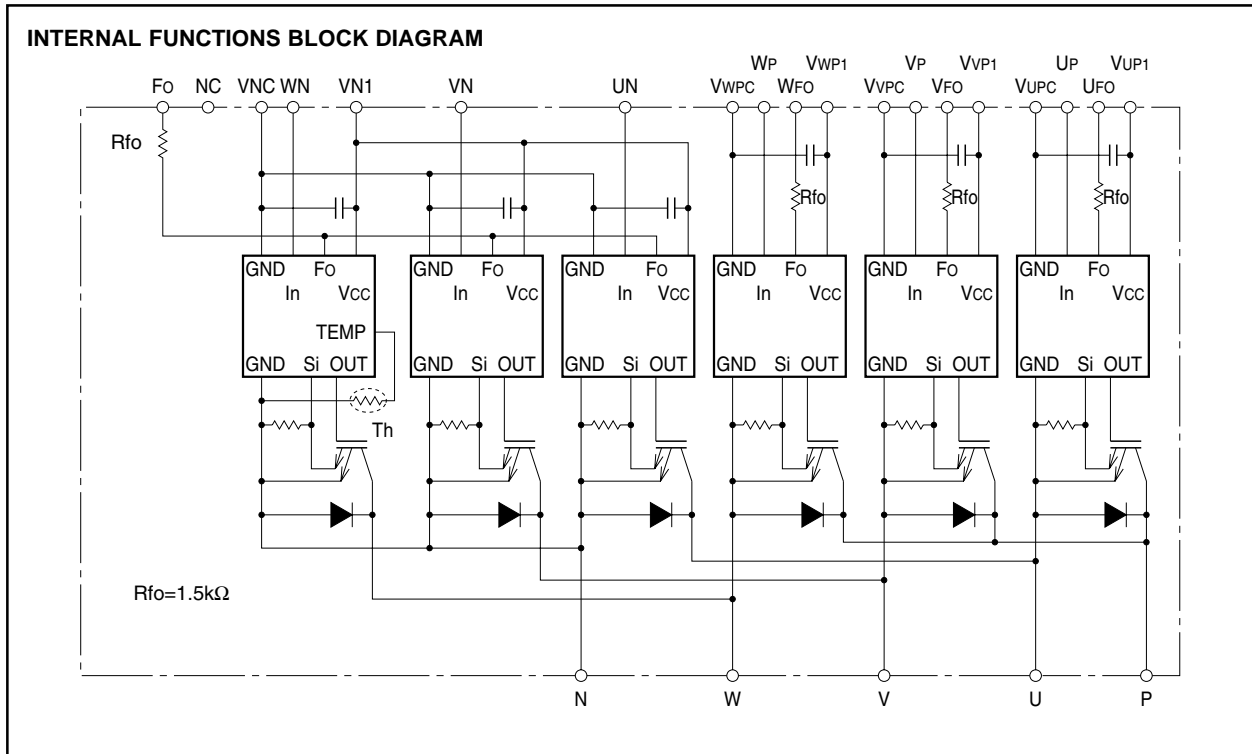 INTERNAL FUNCTIONS BLOCK DIAGRAM
WP VWP1 VP VVP1 UP VUP1
FO NC VNC WN VN1 VN UN VWPC WFO VVPC VFO VUPC UFO
Rfo
Rfo Rfo Rfo
GND FO GND FO GND FO GND FO GND FO GND FO
In VCC In VCC In VCC In VCC In VCC In VCC
TEMP
GND Si OUT GND Si OUT GND Si OUT GND Si OUT GND Si OUT GND Si OUT
Th
Rfo=1.5kΩ
N W V U P